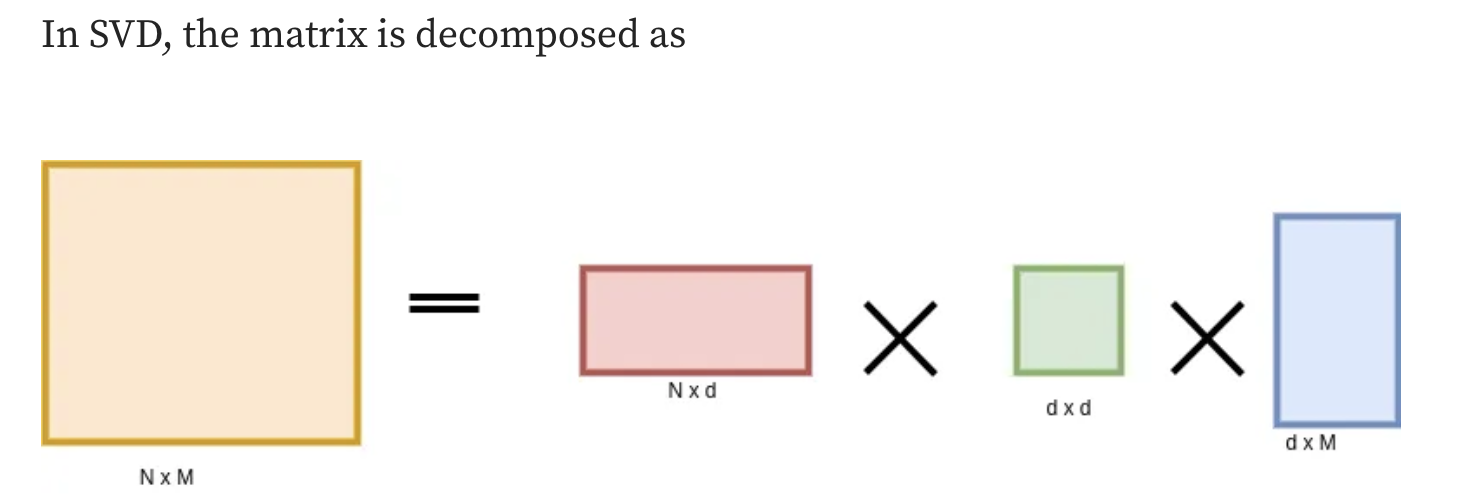 In SVD, the matrix is decomposed as
=
N x d
d x d
d x M
N x M